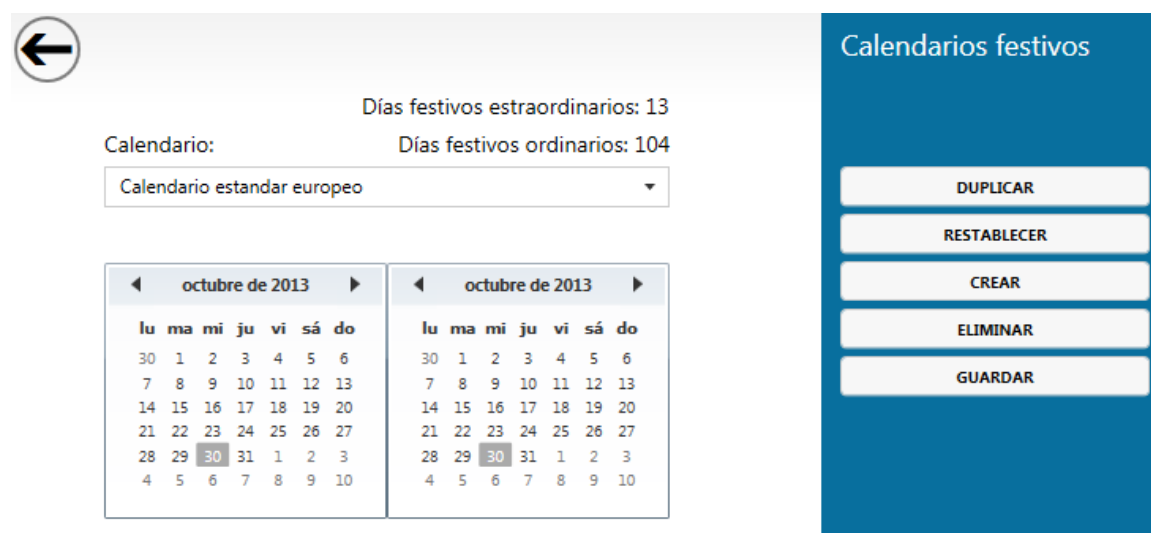 Calendarios festivos
Días festivos estraordinarios: 13
Calendario:
Días festivos ordinarios: 104
Calendario estandar europeo
DUPLICAR
RESTABLECER
CREAR
ELIMINAR
GUARDAR
octubre de 2013
lu ma mi ju vi sá do
30 1 2 3 4 5 6
7 8 9 10 11 12 13
14 15 16 17 18 19 20
21 22 23 24 25 26 27
28 29 30 31 1 2 3
4 5 6 7 8 9 10
octubre de 2013
lu ma mi ju vi sá do
30 1 2 3 4 5 6
7 8 9 10 11 12 13
14 15 16 17 18 19 20
21 22 23 24 25 26 27
28 29 30 31 1 2 3
4 5 6 7 8 9 10